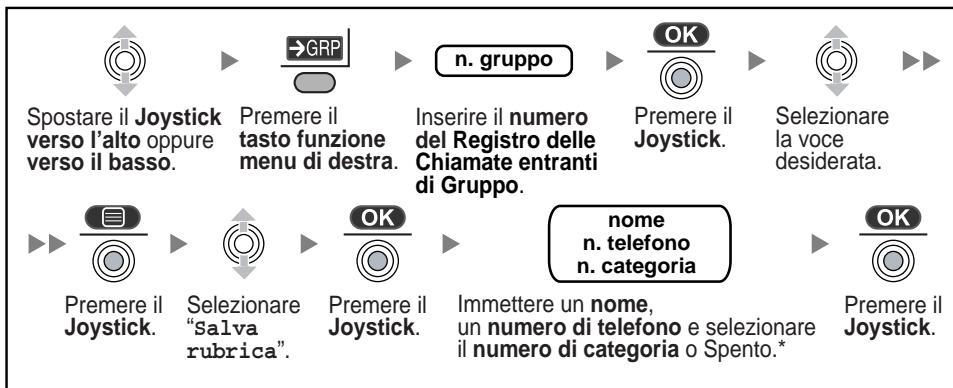 →GRP
n. gruppo
OK
Spostare il Joystick
verso l'alto oppure
verso il basso.
Premere il
tasto funzione
menu di destra.
Inserire il numero
del Registro delle
Chiamate entranti
di Gruppo.
Premere il
Joystick.
Selezionare
la voce
desiderata.
OK
nome
n. telefono
n. categoria
OK
Premere il
Joystick.
Selezionare
“Salva
rubrica”.
Premere il
Joystick.
Immettere un nome,
un numero di telefono e selezionare
il numero di categoria o Spento.*
Premere il
Joystick.